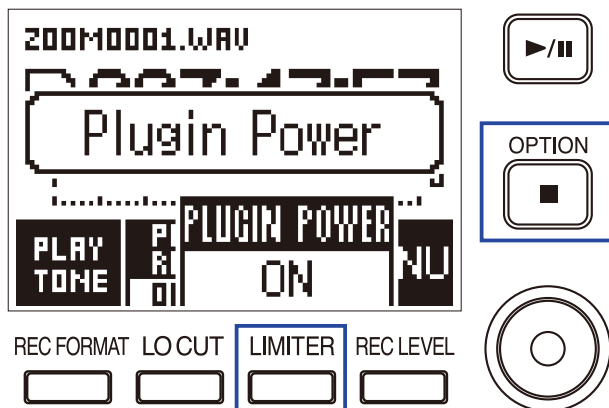 ZOOM0001.WAV
Plugin Power
OPTION
PLAY
TONE
PLUGIN POWER
ON
NU
REC FORMAT
LO CUT
LIMITER
REC LEVEL